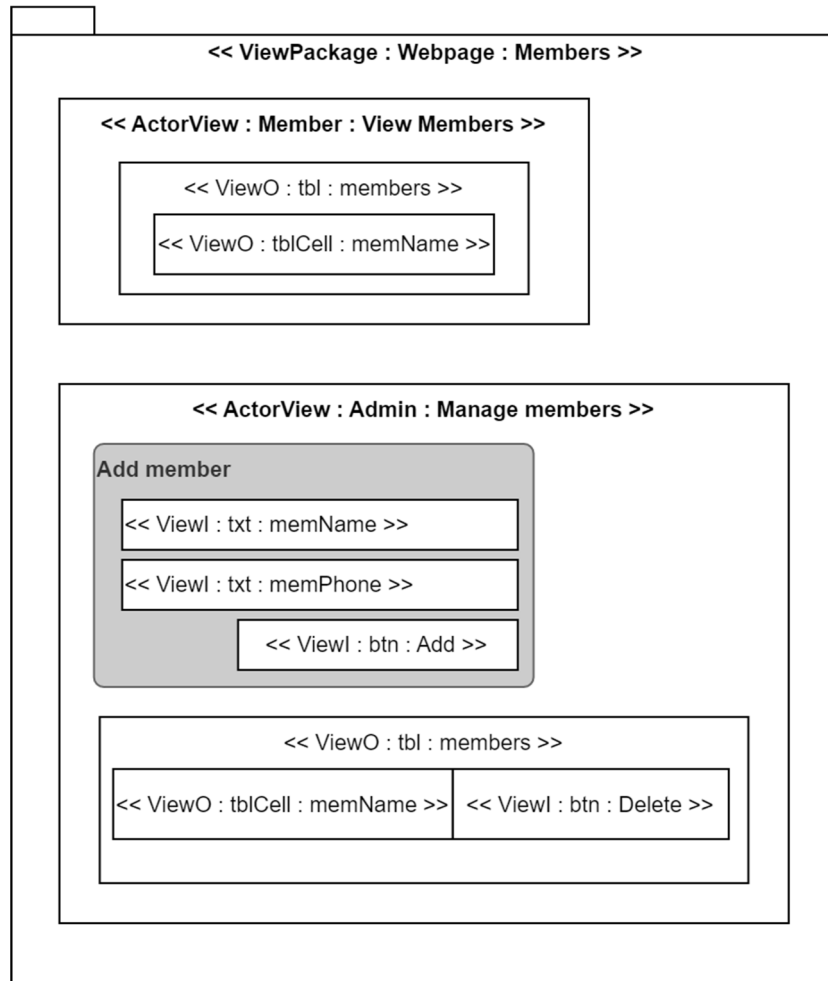 << ViewPackage : Webpage : Members >>
<< ActorView : Member : View Members >>
<< ViewO : tbl : members >>
<< ViewO : tblCell : memName >>
<< ActorView : Admin : Manage members >>
Add member
<< ViewI : txt : memName >>
<< ViewI : txt : memPhone >>
<< ViewI : btn : Add >>
<< ViewO : tbl : members >>
<< ViewO : tblCell : memName >> << ViewI : btn : Delete >>